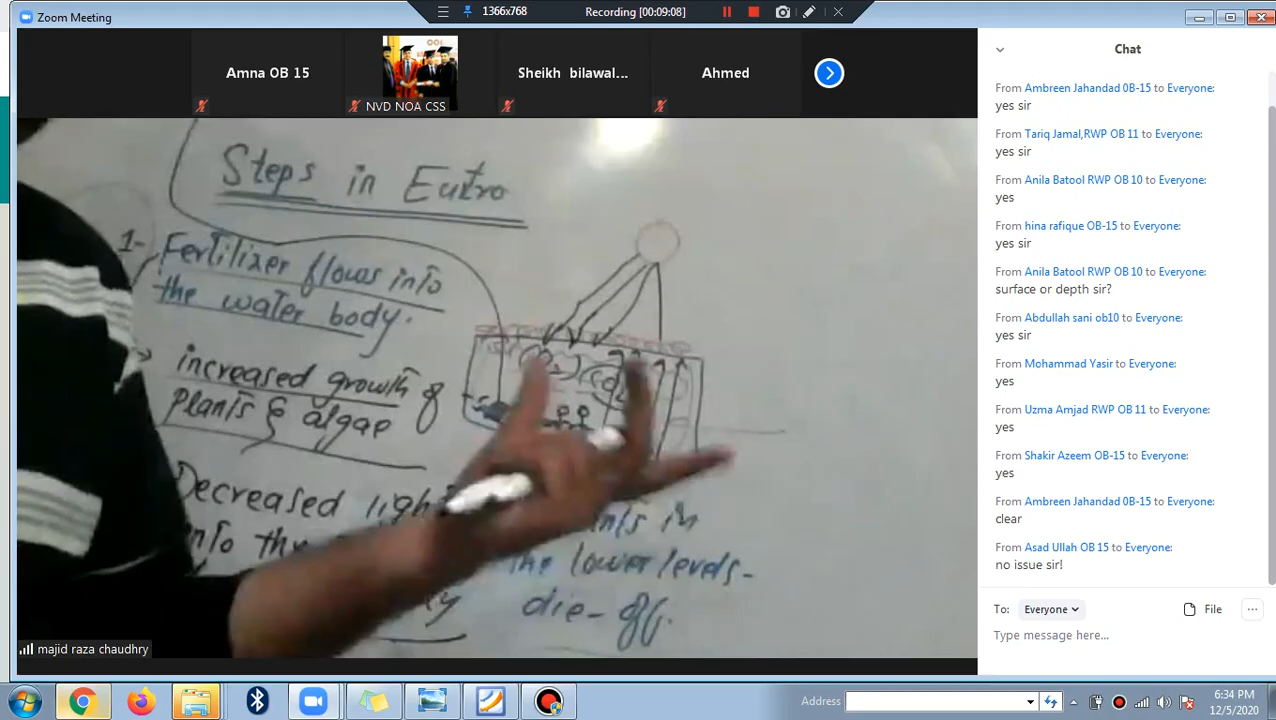 Zoom Meeting
1366x768
Recording [00:09:08]
Amna OB 15
NVD NOA CSS
Sheikh bilawal...
Ahmed
Steps in Eutro
1- Fertilizer flows into
the water body.
increased growth of
plants & algae
Decreased light
into the
in
the lower levels-
die-off.
majid raza chaudhry
Chat
From Ambreen Jahandad 0B-15 to Everyone:
yes sir
From Tariq Jamal,RWP OB 11 to Everyone:
yes sir
From Anila Batool RWP OB 10 to Everyone:
yes
From hina rafique OB-15 to Everyone:
yes sir
From Anila Batool RWP OB 10 to Everyone:
surface or depth sir?
From Abdullah sani ob10 to Everyone:
yes sir
From Mohammad Yasir to Everyone:
yes
From Uzma Amjad RWP OB 11 to Everyone:
yes
From Shakir Azeem OB-15 to Everyone:
yes
From Ambreen Jahandad 0B-15 to Everyone:
clear
From Asad Ullah OB 15 to Everyone:
no issue sir!
To: Everyone
File
Type message here...
Address
6:34 PM
12/5/2020